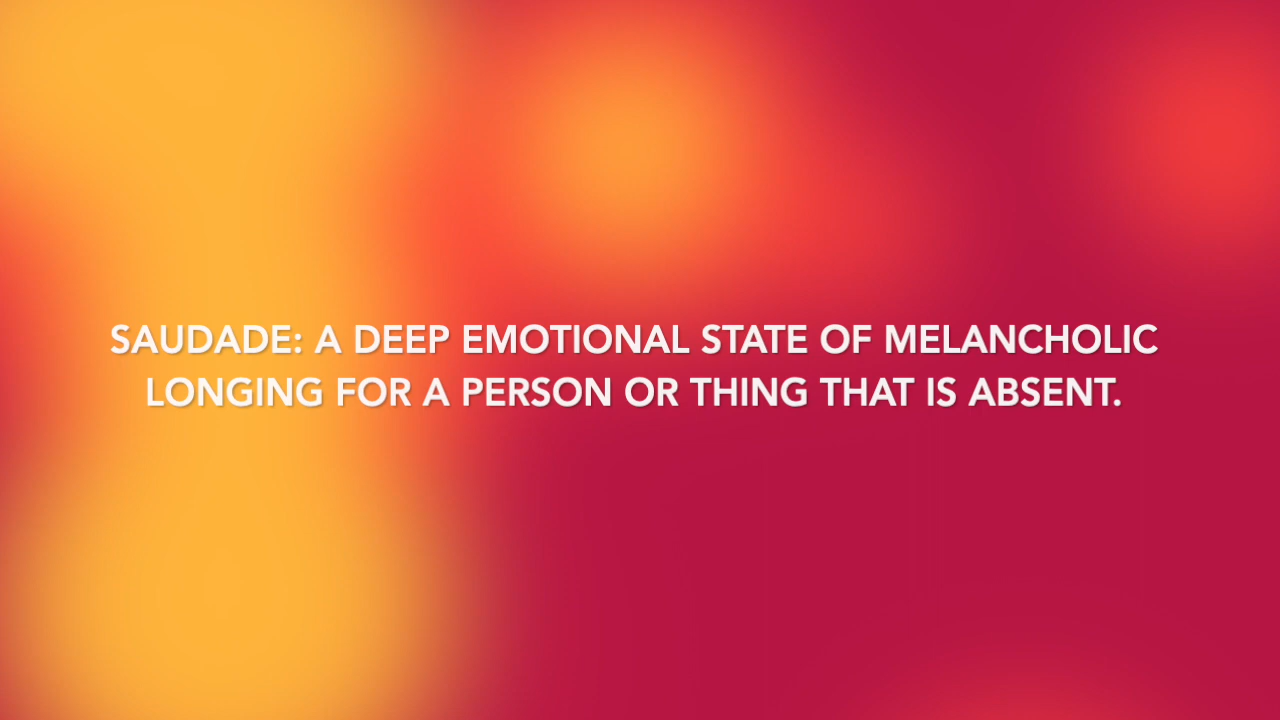 SAUDADE: A DEEP EMOTIONAL STATE OF MELANCHOLIC
LONGING FOR A PERSON OR THING THAT IS ABSENT.